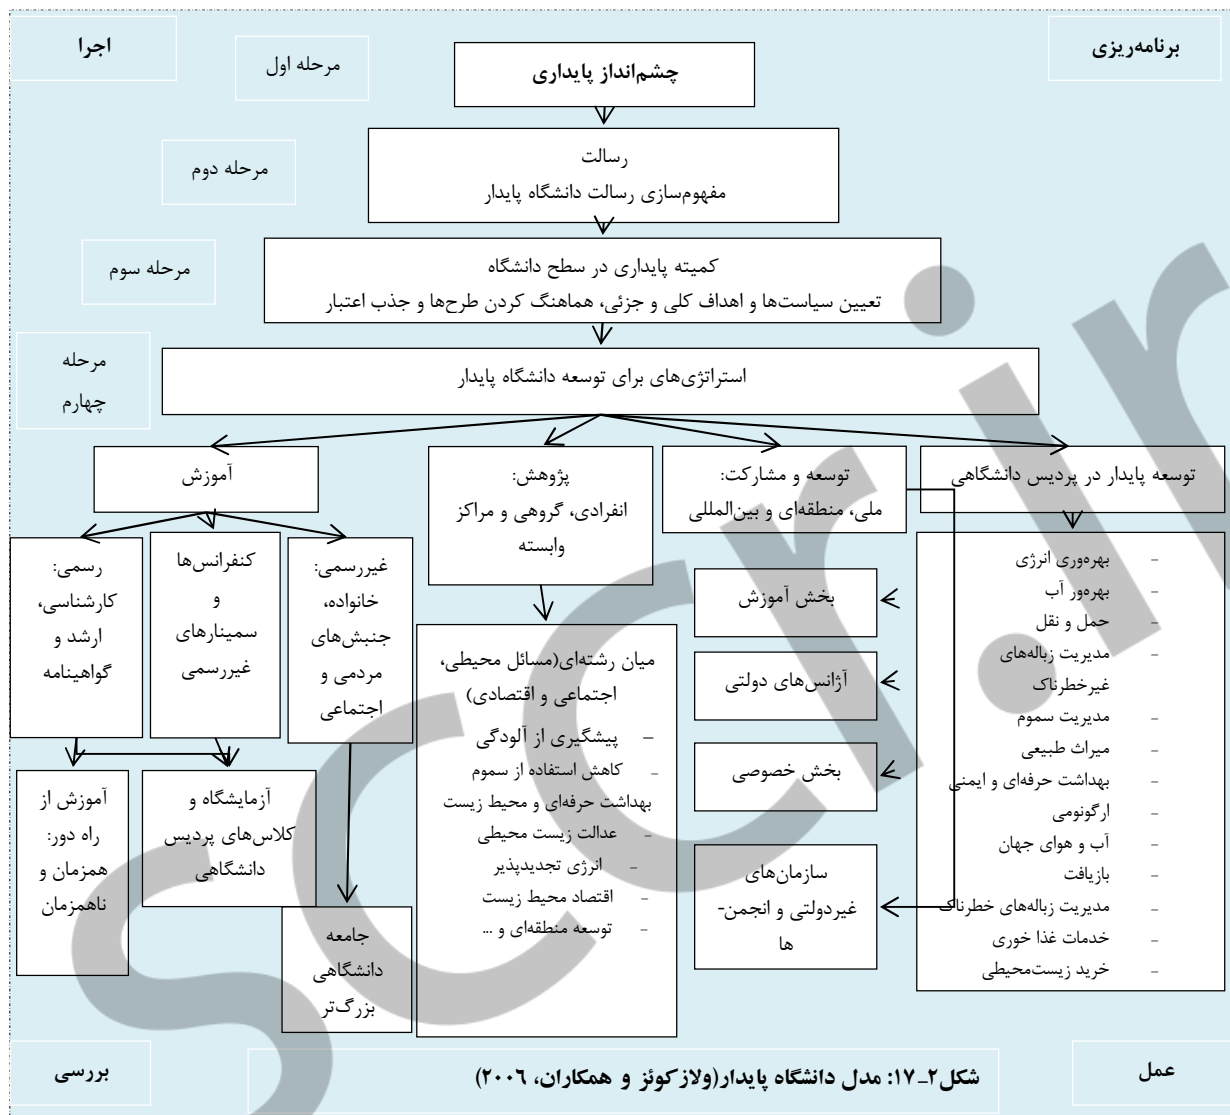 برنامه‌ریزی
اجرا
مرحله اول
چشم‌انداز پایداری
مرحله دوم
رسالت
مفهوم‌سازی رسالت دانشگاه پایدار
مرحله سوم
کمیته پایداری در سطح دانشگاه
تعیین سیاست‌ها و اهداف کلی و جزئی، هماهنگ کردن طرح‌ها و جذب اعتبار
مرحله
چهارم
استراتژی‌های برای توسعه دانشگاه پایدار
توسعه پایدار در پردیس دانشگاهی
- بهره‌وری انرژی
- بهره‌ور آب
- حمل و نقل
- مدیریت زباله‌های
غیرخطرناک
- مدیریت سموم
- میراث طبیعی
- بهداشت حرفه‌ای و ایمنی
- ارگونومی
- آب و هوای جهان
- بازیافت
- مدیریت زباله‌های خطرناک
- خدمات غذا خوری
- خرید زیست‌محیطی
توسعه و مشارکت:
ملی، منطقه‌ای و بین‌المللی
بخش آموزش
آژانس‌های دولتی
بخش خصوصی
سازمان‌های
غیردولتی و انجمن-
ها
پژوهش:
انفرادی، گروهی و مراکز
وابسته
میان رشته‌ای(مسائل محیطی،
اجتماعی و اقتصادی)
– پیشگیری از آلودگی
- کاهش استفاده از سموم
بهداشت حرفه‌ای و محیط زیست
- عدالت زیست محیطی
- انرژی تجدیدپذیر
- اقتصاد محیط زیست
- توسعه منطقه‌ای و ...
آموزش
غیررسمی:
خانواده،
جنبش‌های
مردمی و
اجتماعی
کنفرانس‌ها
و
سمینارهای
غیررسمی
رسمی:
کارشناسی،
ارشد و
گواهینامه
جامعه
دانشگاهی
بزرگ‌تر
آزمایشگاه و
کلاس‌های پردیس
دانشگاهی
آموزش از
راه دور:
همزمان و
ناهمزمان
عمل
شکل۲-۱۷: مدل دانشگاه پایدار(ولازکوئز و همکاران، ۲۰۰۶)
بررسی
sccr.ir